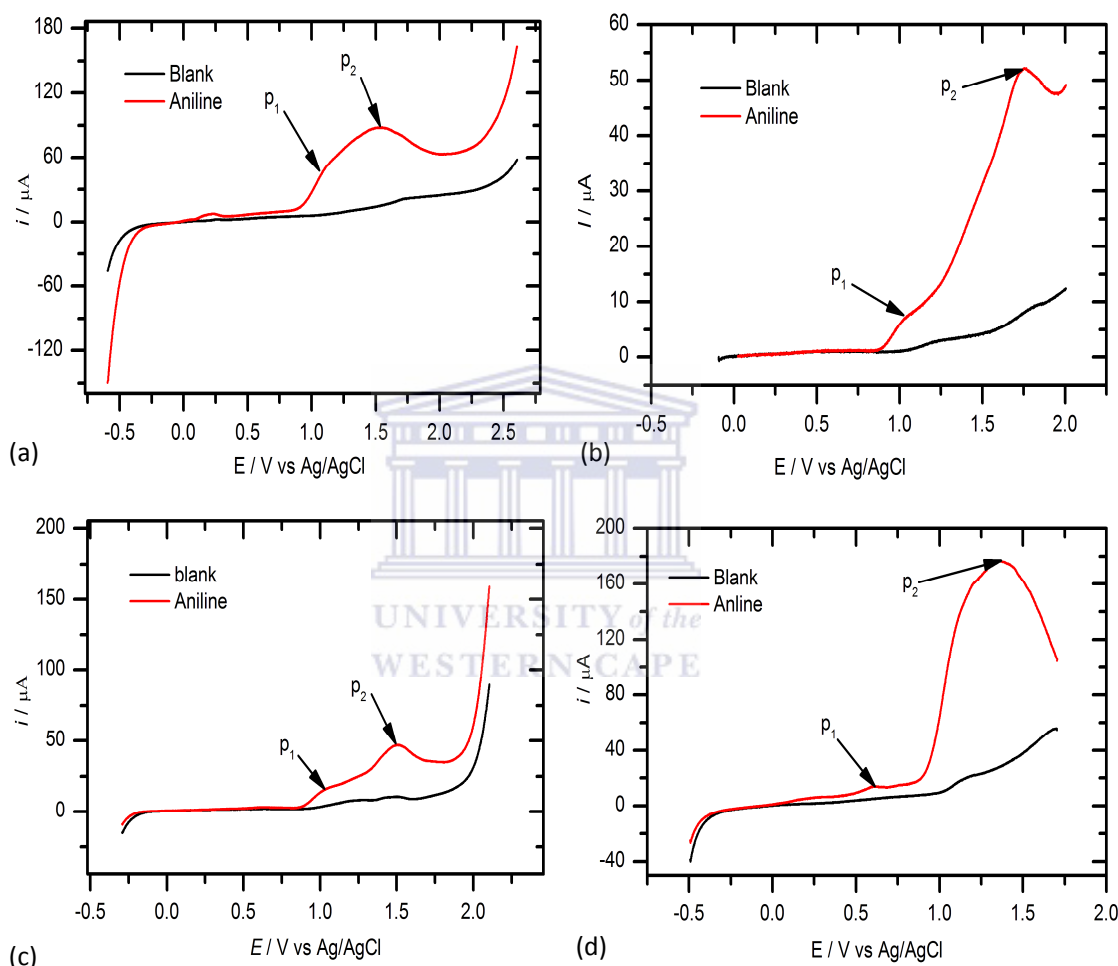 180
120
60
0
-60
-120
i / µA
Blank
Aniline
p1
p2
-0.5 0.0 0.5 1.0 1.5 2.0 2.5
E / V vs Ag/AgCl
(a)
60
50
40
30
20
10
0
I / µA
Blank
Aniline
p1
p2
-0.5 0.0 0.5 1.0 1.5 2.0
E / V vs Ag/AgCl
(b)
UNIVERSITY of the
WESTERN CAPE
200
150
100
50
0
i / µA
blank
Aniline
p1
p2
-0.5 0.0 0.5 1.0 1.5 2.0
E / V vs Ag/AgCl
(c)
200
160
120
80
40
0
-40
i / µA
Blank
Anline
p1
p2
-0.5 0.0 0.5 1.0 1.5 2.0
E / V vs Ag/AgCl
(d)